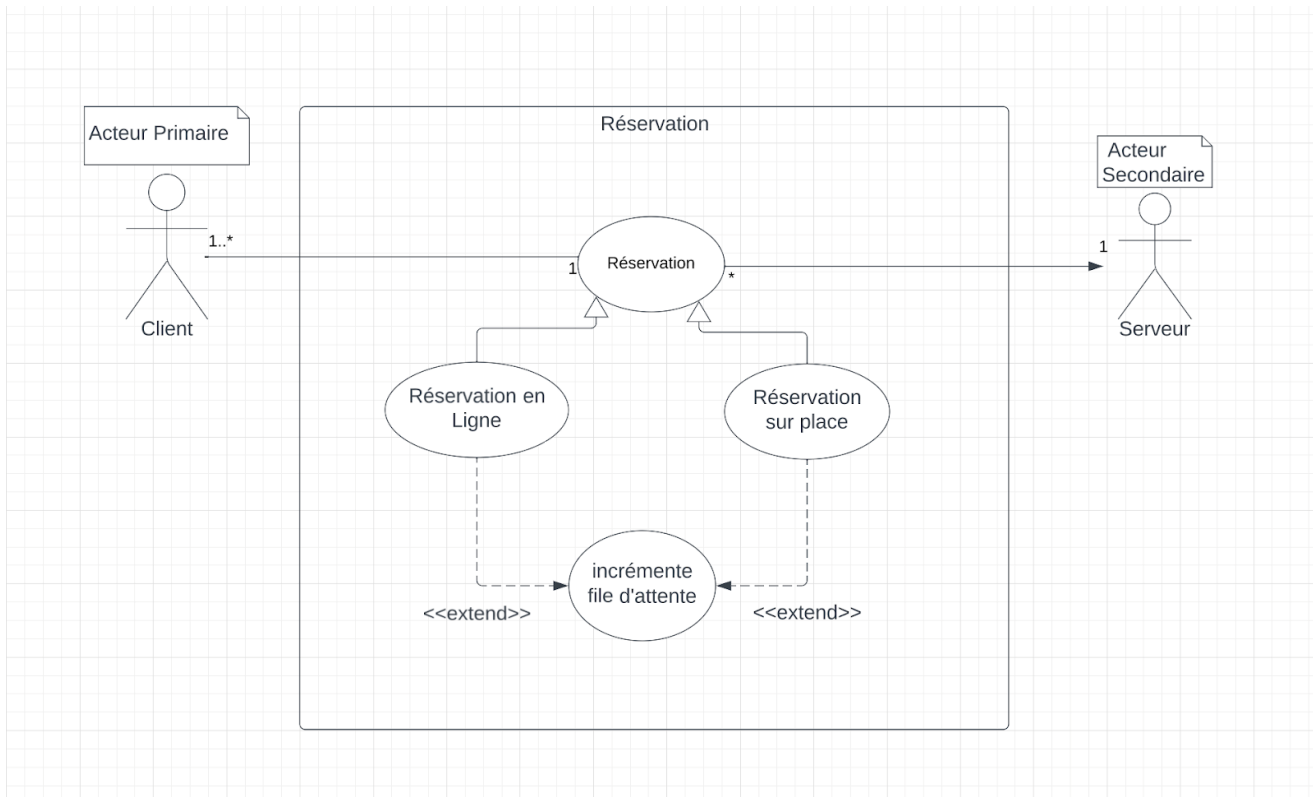 Acteur Primaire
Client
Réservation
1..*
1
Réservation
*
1
Acteur
Secondaire
Serveur
Réservation en
Ligne
Réservation
sur place
incrémente
file d'attente
<<extend>>
<<extend>>